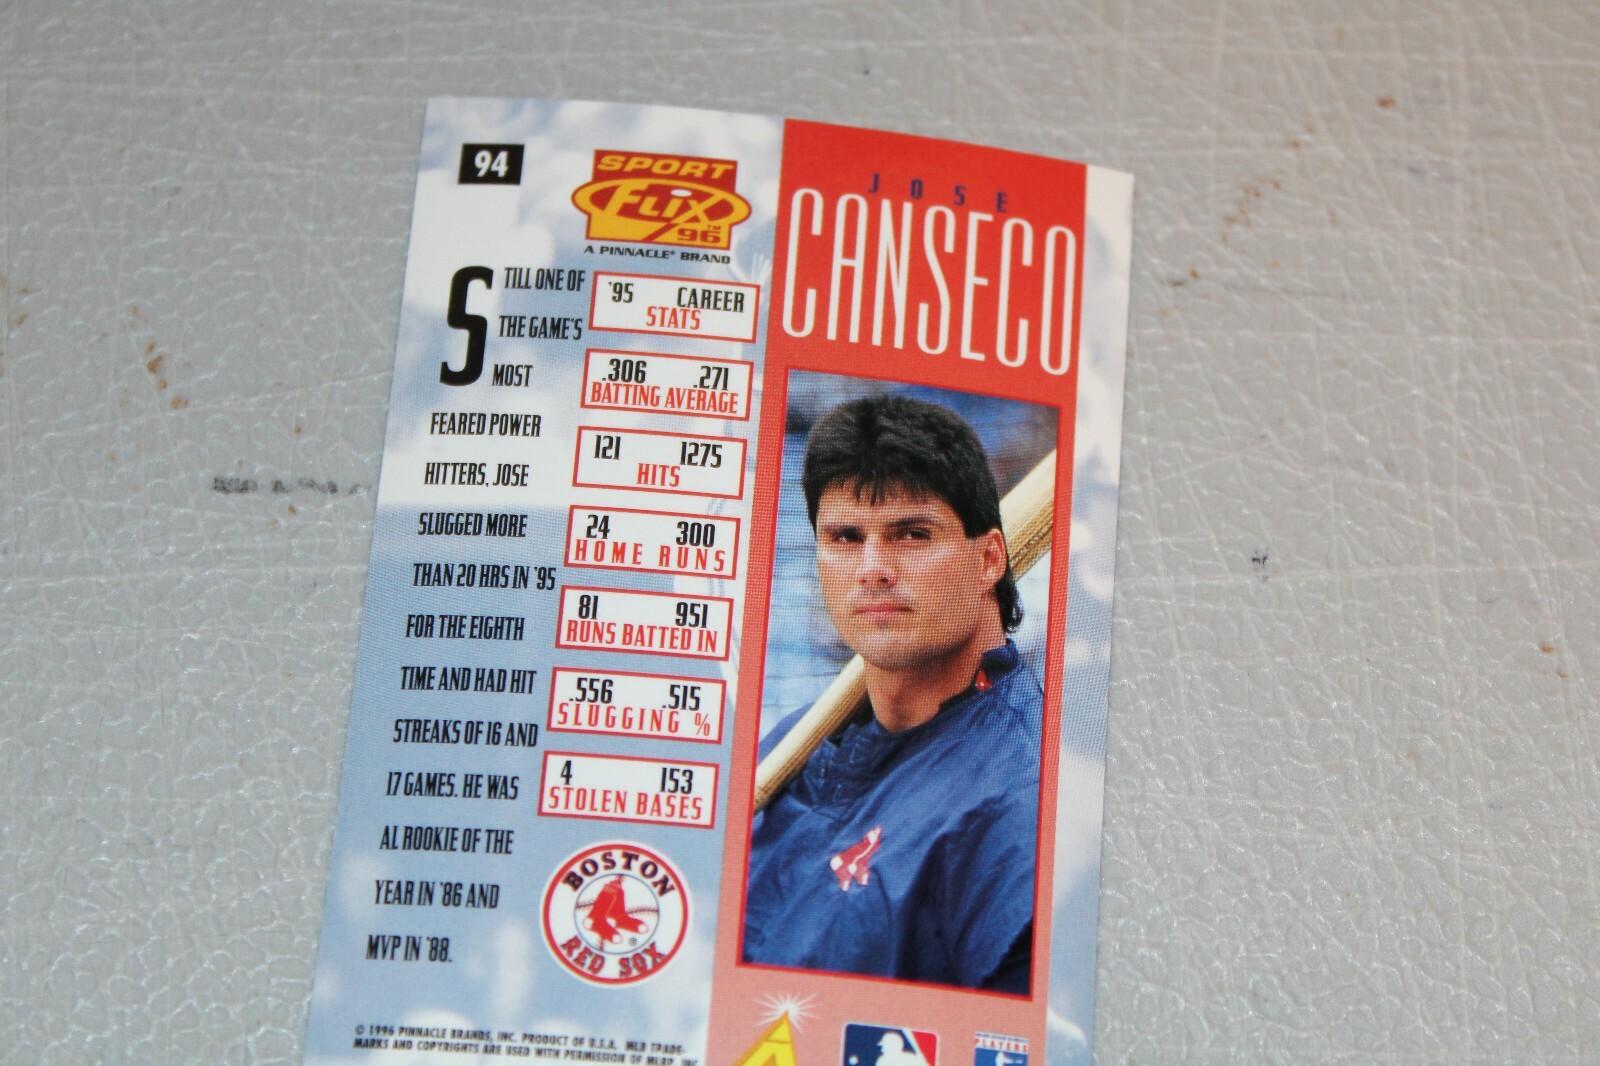 94
SPORT
FLIX™
96
A PINNACLE® BRAND
JOSE
CANSECO
STILL ONE OF
THE GAME'S
MOST
FEARED POWER
HITTERS, JOSE
SLUGGED MORE
THAN 20 HRS IN '95
FOR THE EIGHTH
TIME AND HAD HIT
STREAKS OF 16 AND
17 GAMES. HE WAS
AL ROOKIE OF THE
YEAR IN '86 AND
MVP IN '88.
'95 CAREER
STATS
.306 .271
BATTING AVERAGE
121 1275
HITS
24 300
HOME RUNS
81 951
RUNS BATTED IN
.556 .515
SLUGGING %
4 153
STOLEN BASES
BOSTON
RED SOX
®
© 1996 PINNACLE BRANDS, INC. PRODUCT OF U.S.A. MLB TRADE-
MARKS AND COPYRIGHTS ARE USED WITH PERMISSION OF MLBP, INC.
PLAYERS